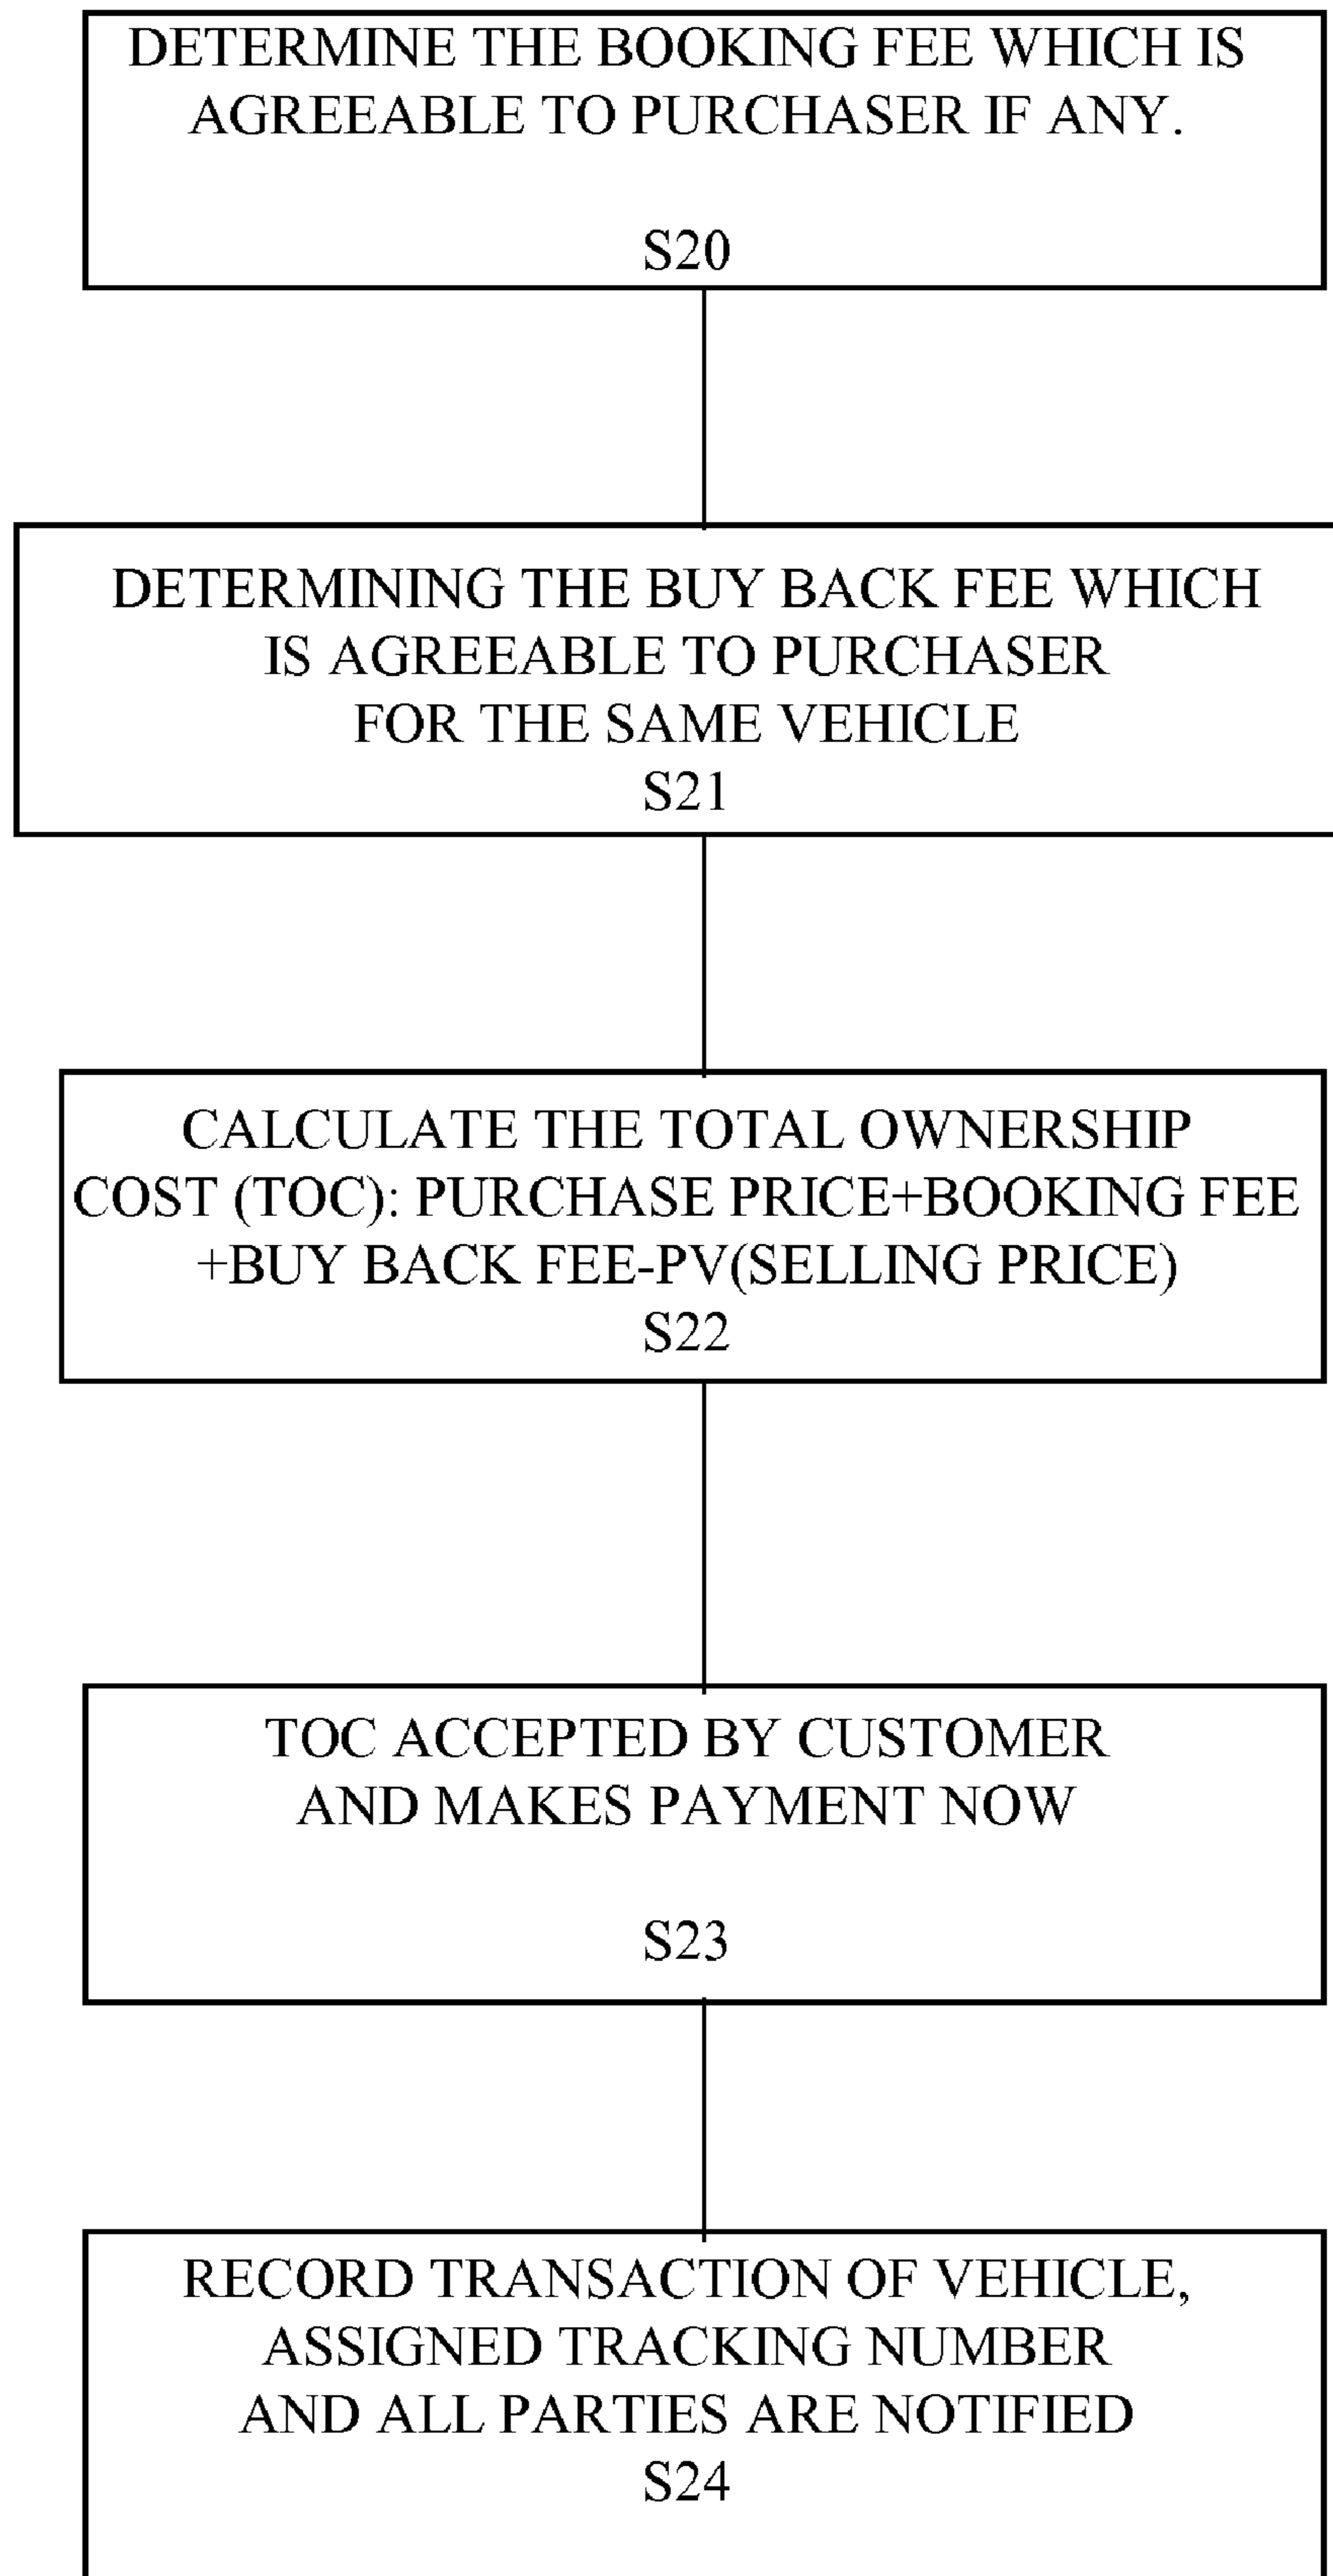 DETERMINE THE BOOKING FEE WHICH IS
AGREEABLE TO PURCHASER IF ANY.
S20
DETERMINING THE BUY BACK FEE WHICH
IS AGREEABLE TO PURCHASER
FOR THE SAME VEHICLE
S21
CALCULATE THE TOTAL OWNERSHIP
COST (TOC): PURCHASE PRICE+BOOKING FEE
+BUY BACK FEE-PV(SELLING PRICE)
S22
TOC ACCEPTED BY CUSTOMER
AND MAKES PAYMENT NOW
S23
RECORD TRANSACTION OF VEHICLE,
ASSIGNED TRACKING NUMBER
AND ALL PARTIES ARE NOTIFIED
S24